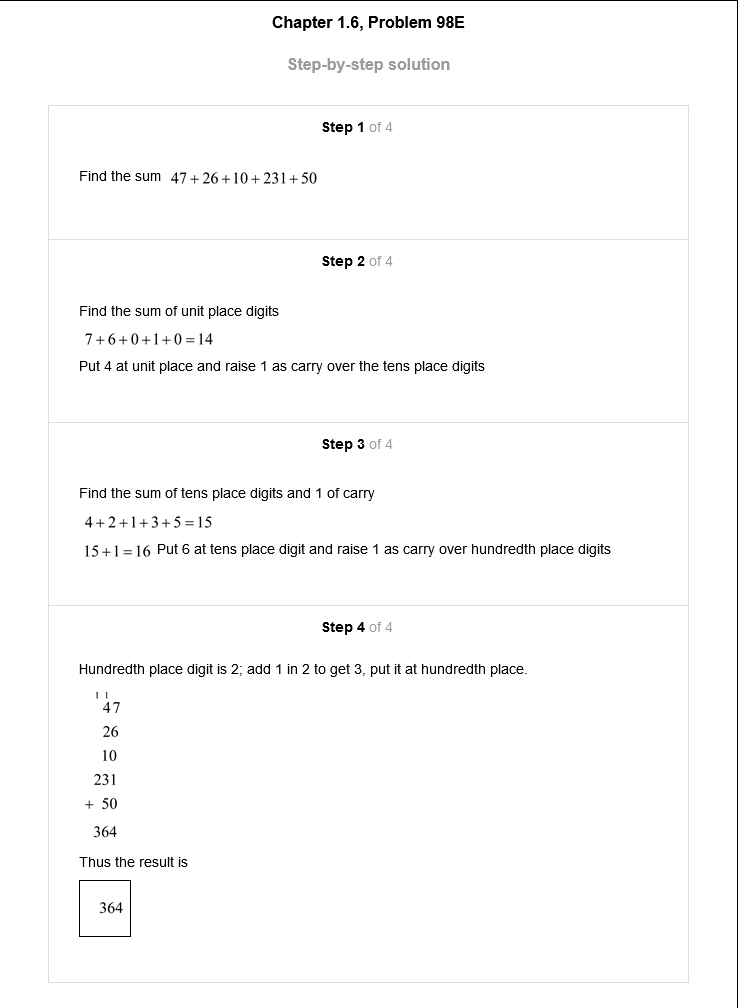 Chapter 1.6, Problem 98E
Step-by-step solution
Step 1 of 4
Find the sum 47+26+10+231+50
Step 2 of 4
Find the sum of unit place digits
7+6+0+1+0=14
Put 4 at unit place and raise 1 as carry over the tens place digits
Step 3 of 4
Find the sum of tens place digits and 1 of carry
4+2+1+3+5=15
15+1=16 Put 6 at tens place digit and raise 1 as carry over hundredth place digits
Step 4 of 4
Hundredth place digit is 2; add 1 in 2 to get 3, put it at hundredth place.
1 1
47
26
10
231
+ 50
364
Thus the result is
364